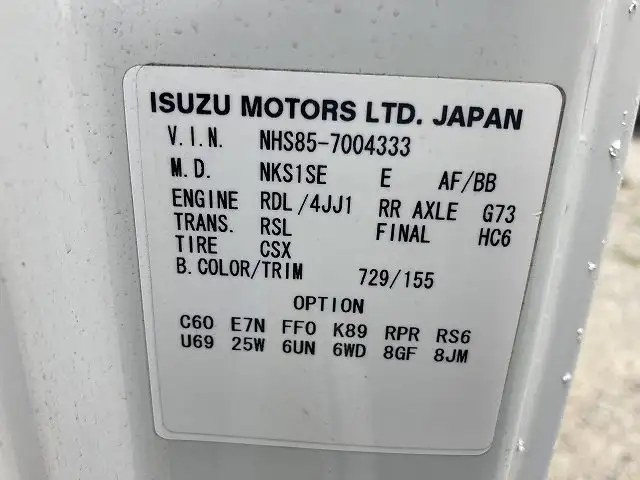 ISUZU MOTORS LTD. JAPAN
V.I.N. NHS85-7004333
M.D. NKS1SE E AF/BB
ENGINE RDL/4JJ1 RR AXLE G73
TRANS. RSL FINAL HC6
TIRE CSX
B.COLOR/TRIM 729/155
OPTION
C60 E7N FF0 K89 RPR RS6
U69 25W 6UN 6WD 8GF 8JM